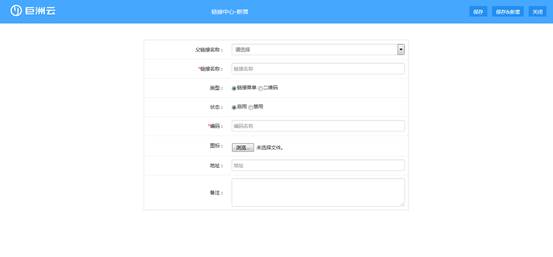 巨洲云
链接中心-新增
保存 保存&新增 关闭
父链接名称： 请选择
*链接名称： 链接名称
类型： 链接菜单 二维码
状态： 启用 禁用
*编码： 编码名称
图标： 浏览... 未选择文件。
地址： 地址
备注：